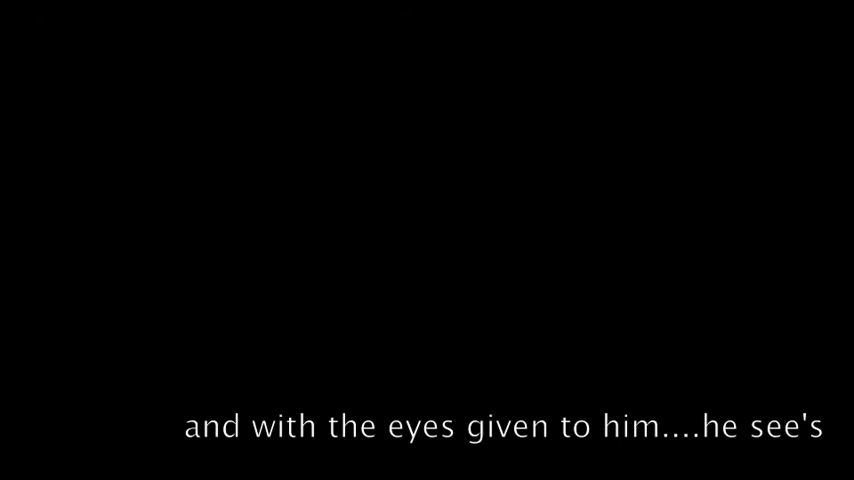 and with the eyes given to him....he see's